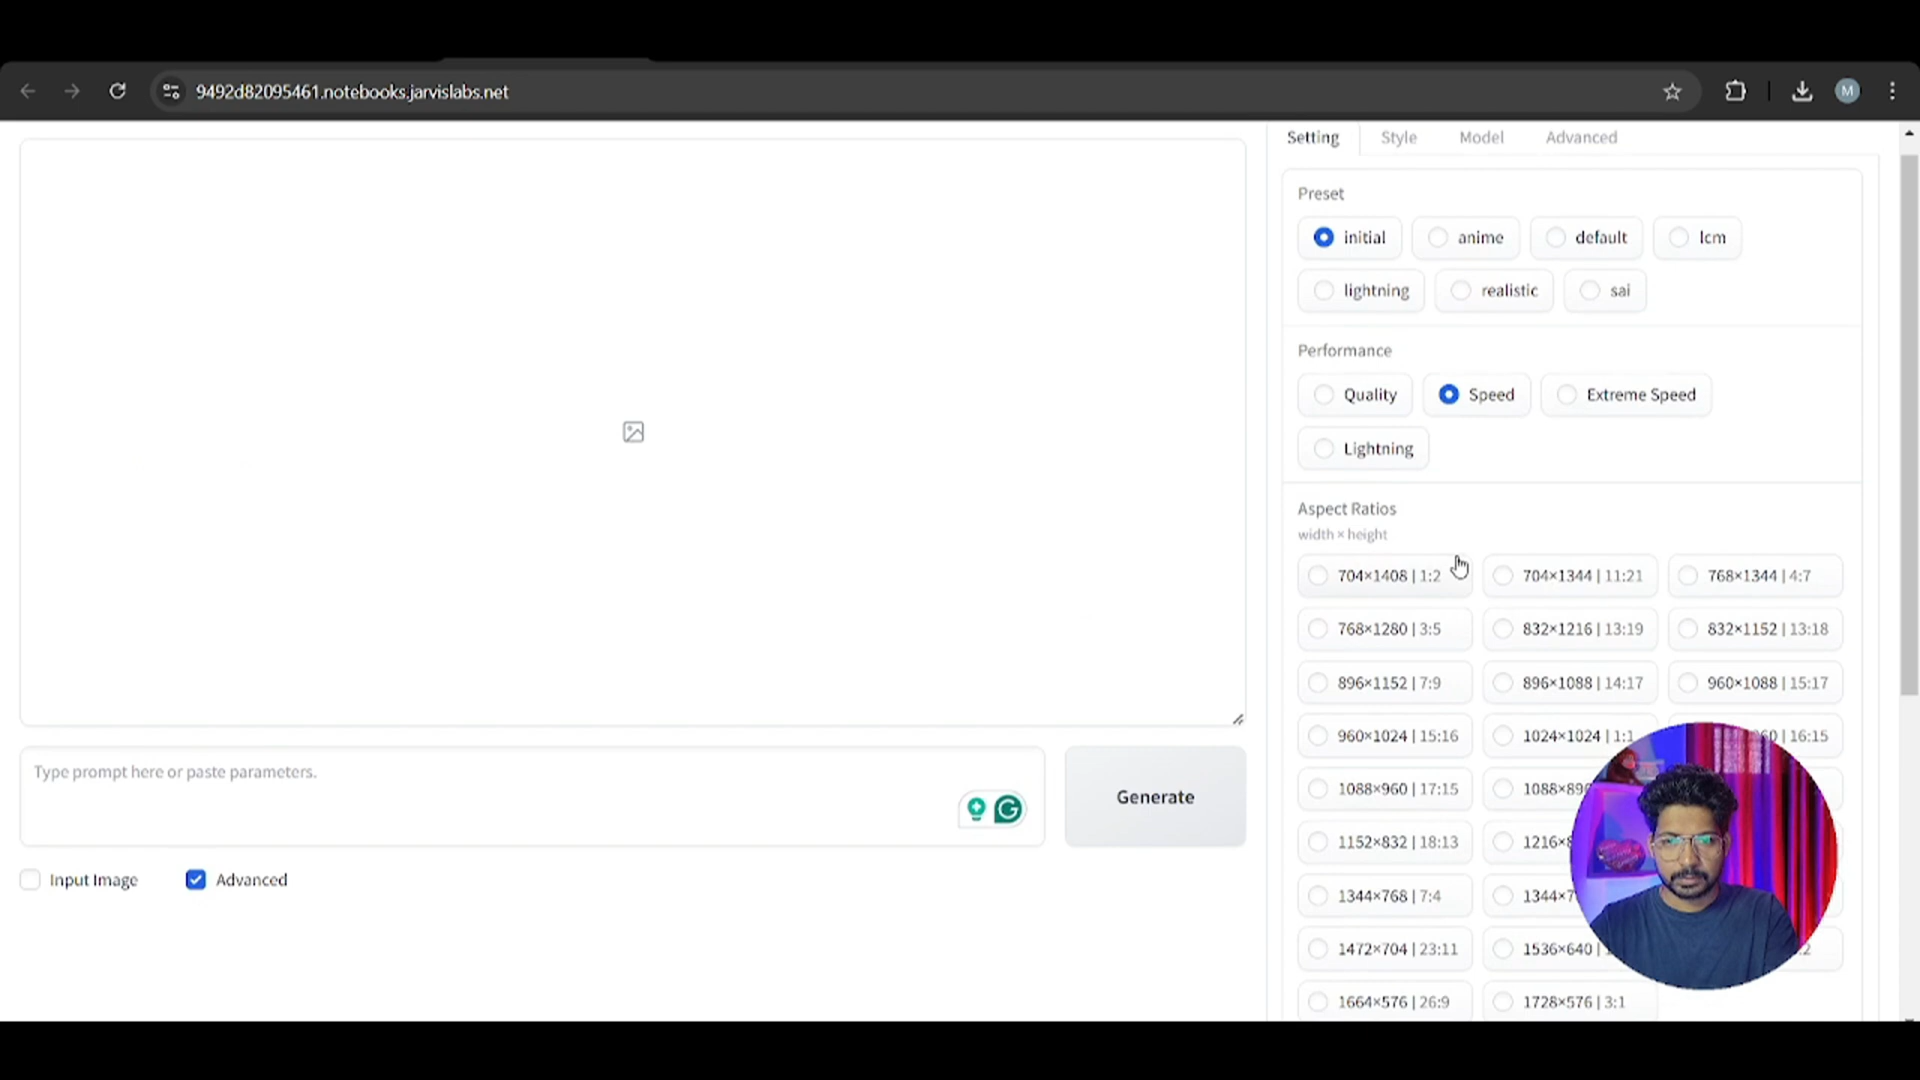 9492d82095461.notebooks.jarvislabs.net
M
Setting Style Model Advanced
Preset
initial anime default lcm
lightning realistic sai
Performance
Quality Speed Extreme Speed
Lightning
Aspect Ratios
width × height
704×1408 | 1:2 704×1344 | 11:21 768×1344 | 4:7
768×1280 | 3:5 832×1216 | 13:19 832×1152 | 13:18
896×1152 | 7:9 896×1088 | 14:17 960×1088 | 15:17
960×1024 | 15:16 1024×1024 | 1:1 | 16:15
1088×960 | 17:15
1152×832 | 18:13
1344×768 | 7:4
1472×704 | 23:11 1536×640 |
1664×576 | 26:9 1728×576 | 3:1
Type prompt here or paste parameters.
Generate
Input Image Advanced